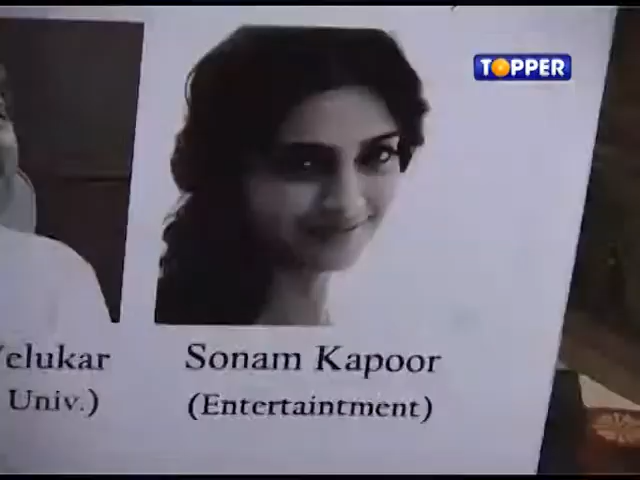 TOPPER
Velukar
Univ.)
Sonam Kapoor
(Entertaintment)